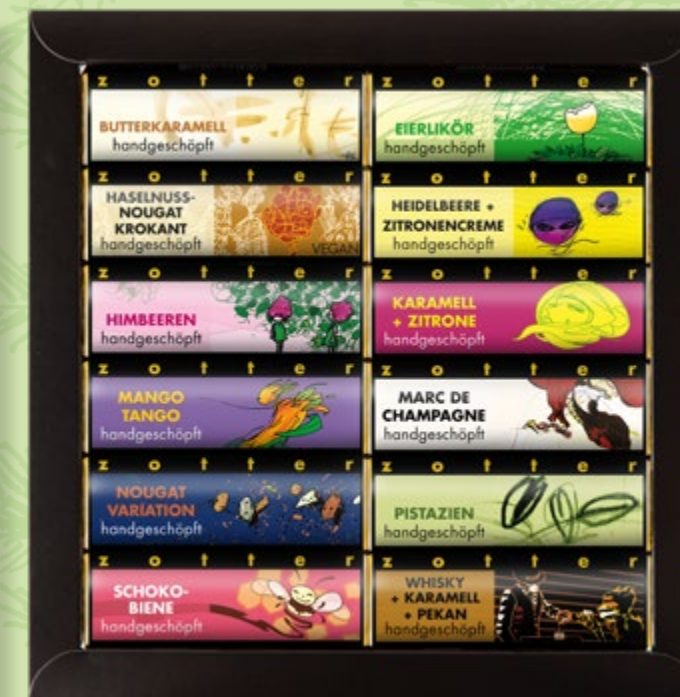 zotter
BUTTERKARAMELL
handgeschöpft
zotter
EIERLIKÖR
handgeschöpft
zotter
HASELNUSS-
NOUGAT
KROKANT
handgeschöpft
VEGAN
zotter
HEIDELBEERE +
ZITRONENCREME
handgeschöpft
zotter
HIMBEEREN
handgeschöpft
zotter
KARAMELL
+ ZITRONE
handgeschöpft
zotter
MANGO
TANGO
handgeschöpft
zotter
MARC DE
CHAMPAGNE
handgeschöpft
zotter
NOUGAT
VARIATION
handgeschöpft
zotter
PISTAZIEN
handgeschöpft
zotter
SCHOKO-
BIENE
handgeschöpft
zotter
WHISKY
+ KARAMELL
+ PEKAN
handgeschöpft